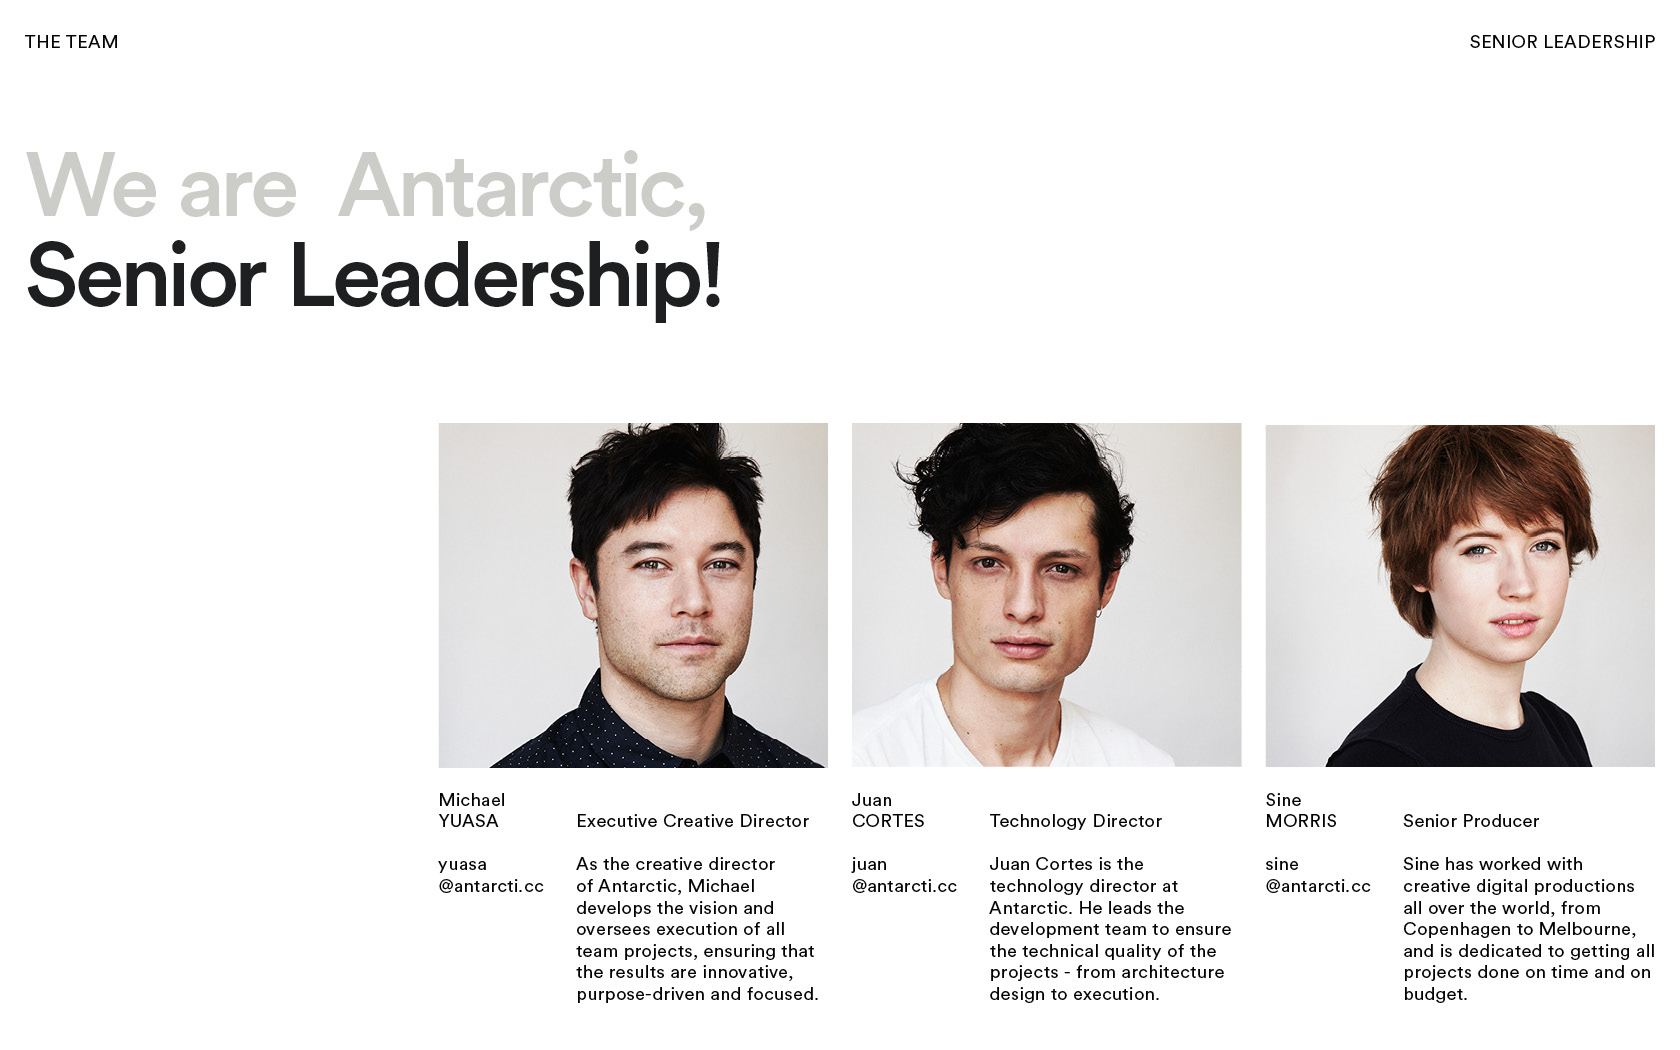 THE TEAM
SENIOR LEADERSHIP
We are Antarctic,
Senior Leadership!
Michael
YUASA
Executive Creative Director
yuasa
@antarcti.cc
As the creative director
of Antarctic, Michael
develops the vision and
oversees execution of all
team projects, ensuring that
the results are innovative,
purpose-driven and focused.
Juan
CORTES
Technology Director
juan
@antarcti.cc
Juan Cortes is the
technology director at
Antarctic. He leads the
development team to ensure
the technical quality of the
projects - from architecture
design to execution.
Sine
MORRIS
Senior Producer
sine
@antarcti.cc
Sine has worked with
creative digital productions
all over the world, from
Copenhagen to Melbourne,
and is dedicated to getting all
projects done on time and on
budget.